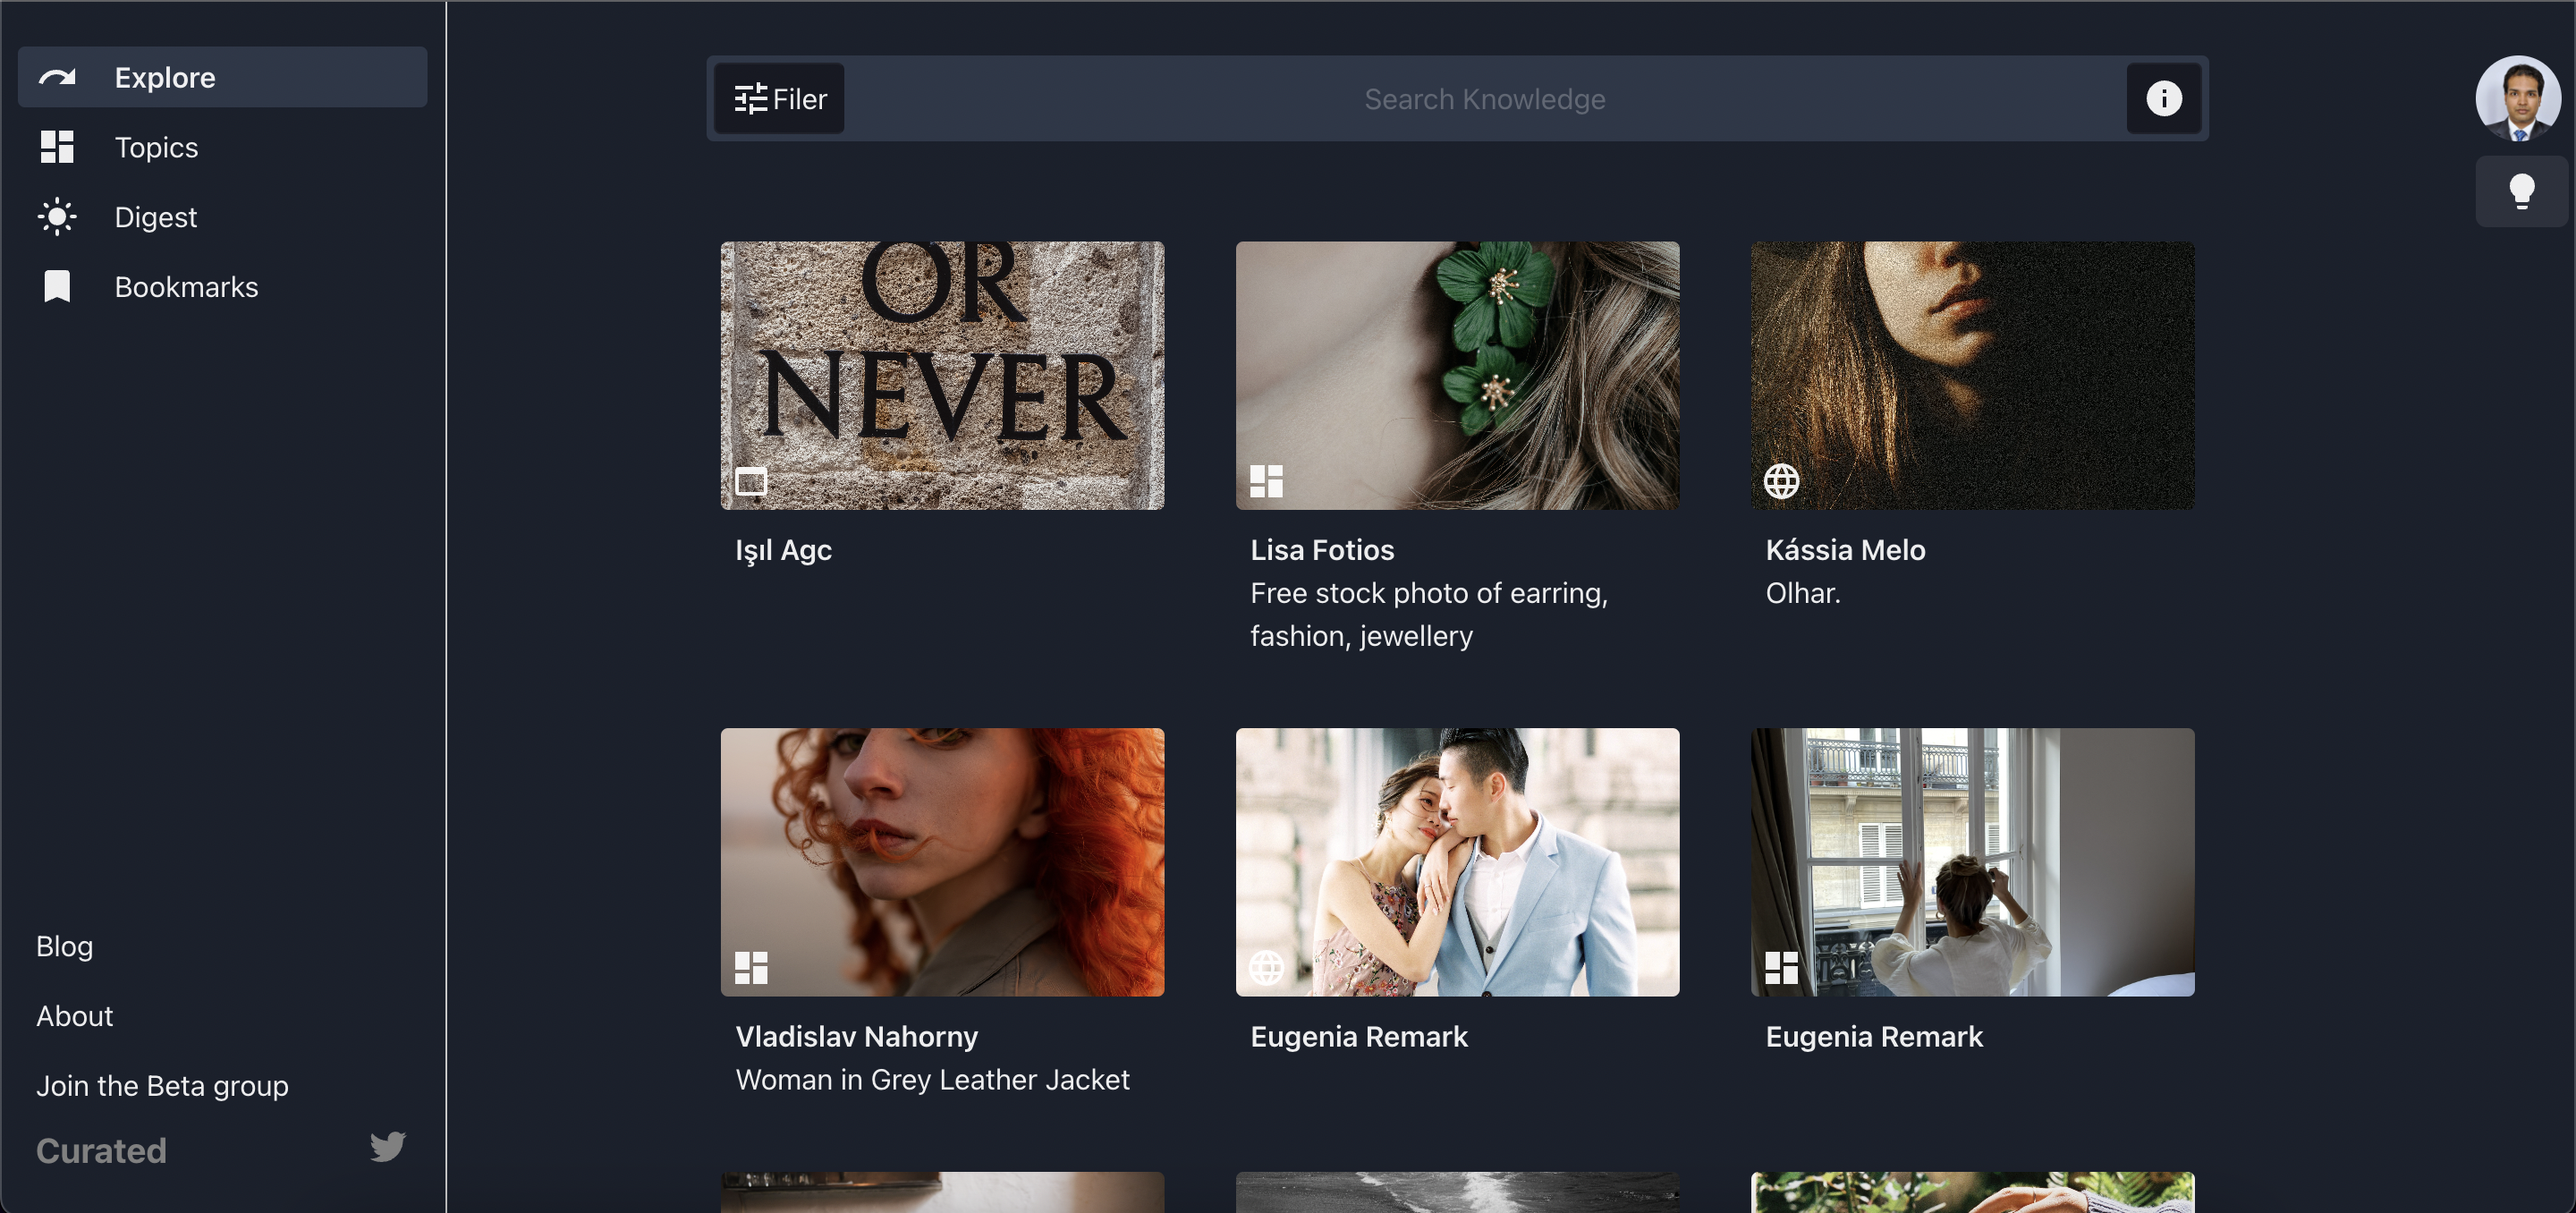 Explore
Topics
Digest
Bookmarks
Blog
About
Join the Beta group
Curated
Filer
Search Knowledge
OR
NEVER
Işıl Agc
Lisa Fotios
Free stock photo of earring,
fashion, jewellery
Kássia Melo
Olhar.
Vladislav Nahorny
Woman in Grey Leather Jacket
Eugenia Remark
Eugenia Remark